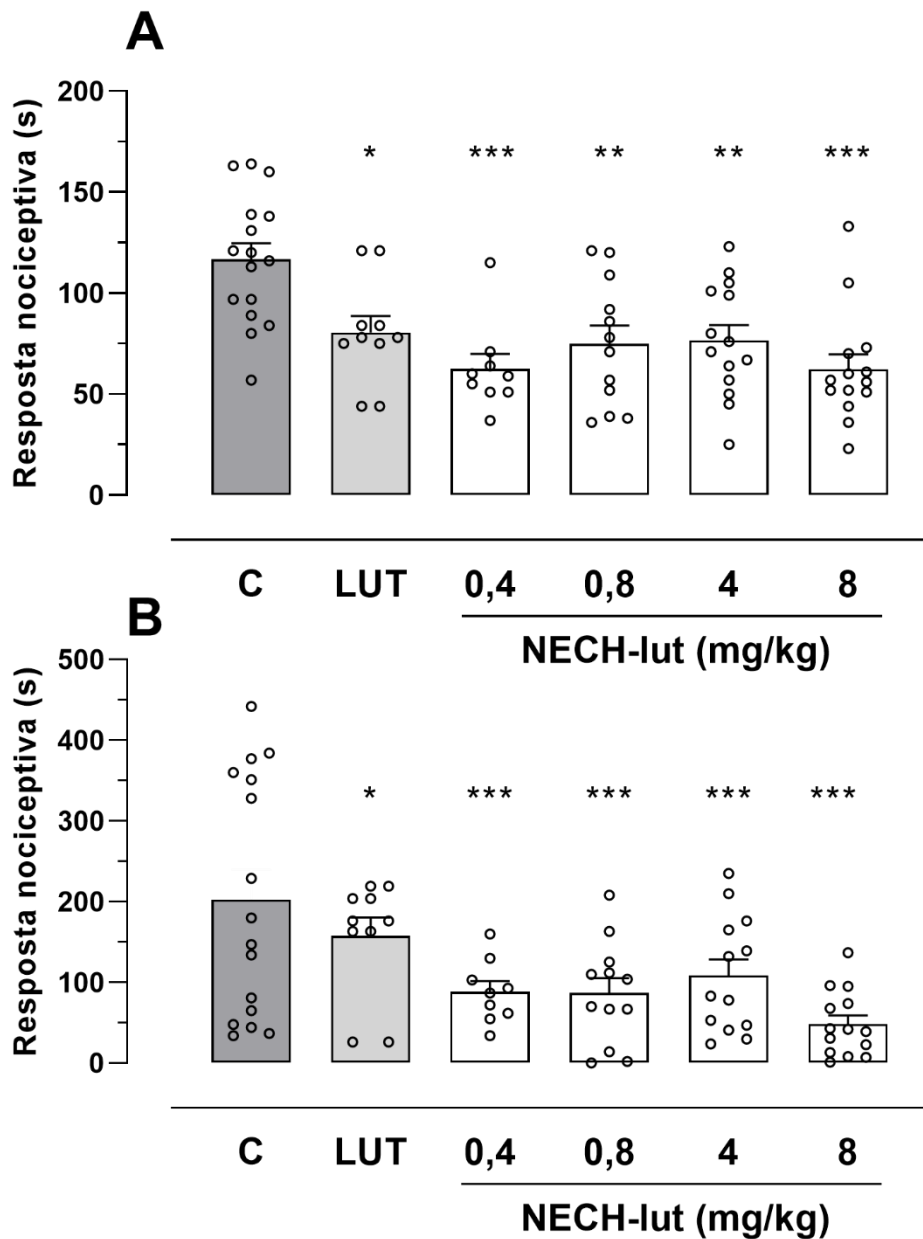 A
Resposta nociceptiva (s)
200
150
100
50
0
* *** ** ** ***
C LUT 0,4 0,8 4 8
NECH-lut (mg/kg)
B
Resposta nociceptiva (s)
500
400
300
200
100
0
* *** *** *** ***
C LUT 0,4 0,8 4 8
NECH-lut (mg/kg)